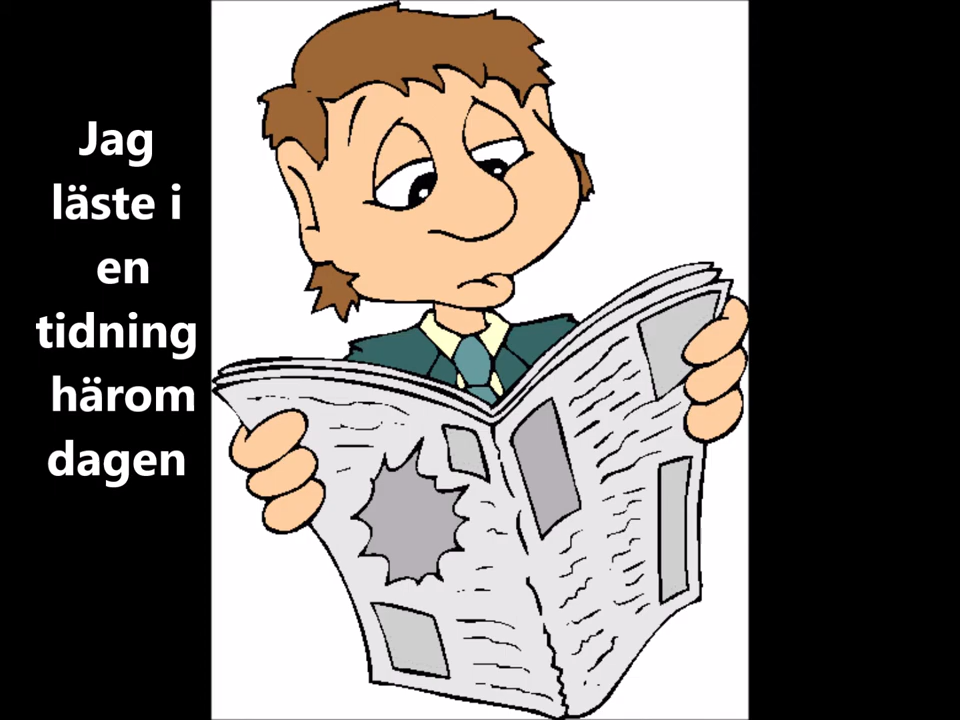 Jag
läste i
en
tidning
härom
dagen